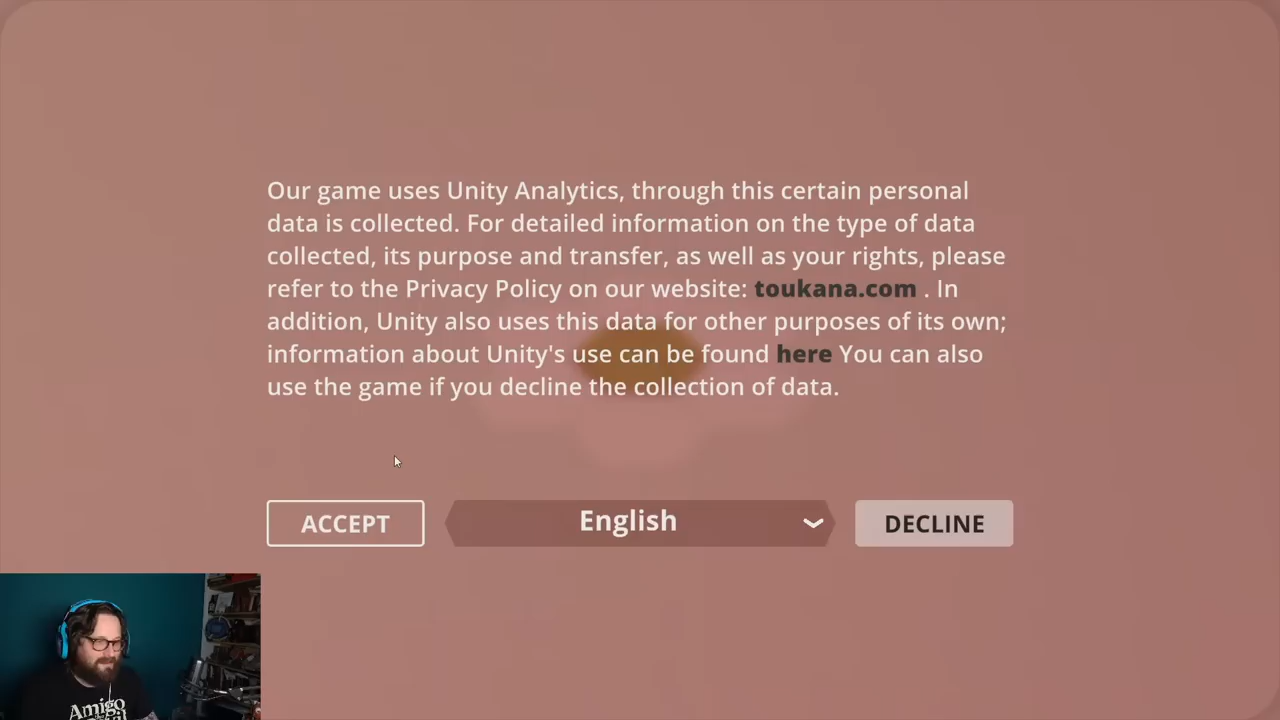 Our game uses Unity Analytics, through this certain personal
data is collected. For detailed information on the type of data
collected, its purpose and transfer, as well as your rights, please
refer to the Privacy Policy on our website: toukana.com . In
addition, Unity also uses this data for other purposes of its own;
information about Unity's use can be found here You can also
use the game if you decline the collection of data.
ACCEPT
English
DECLINE
Amigo